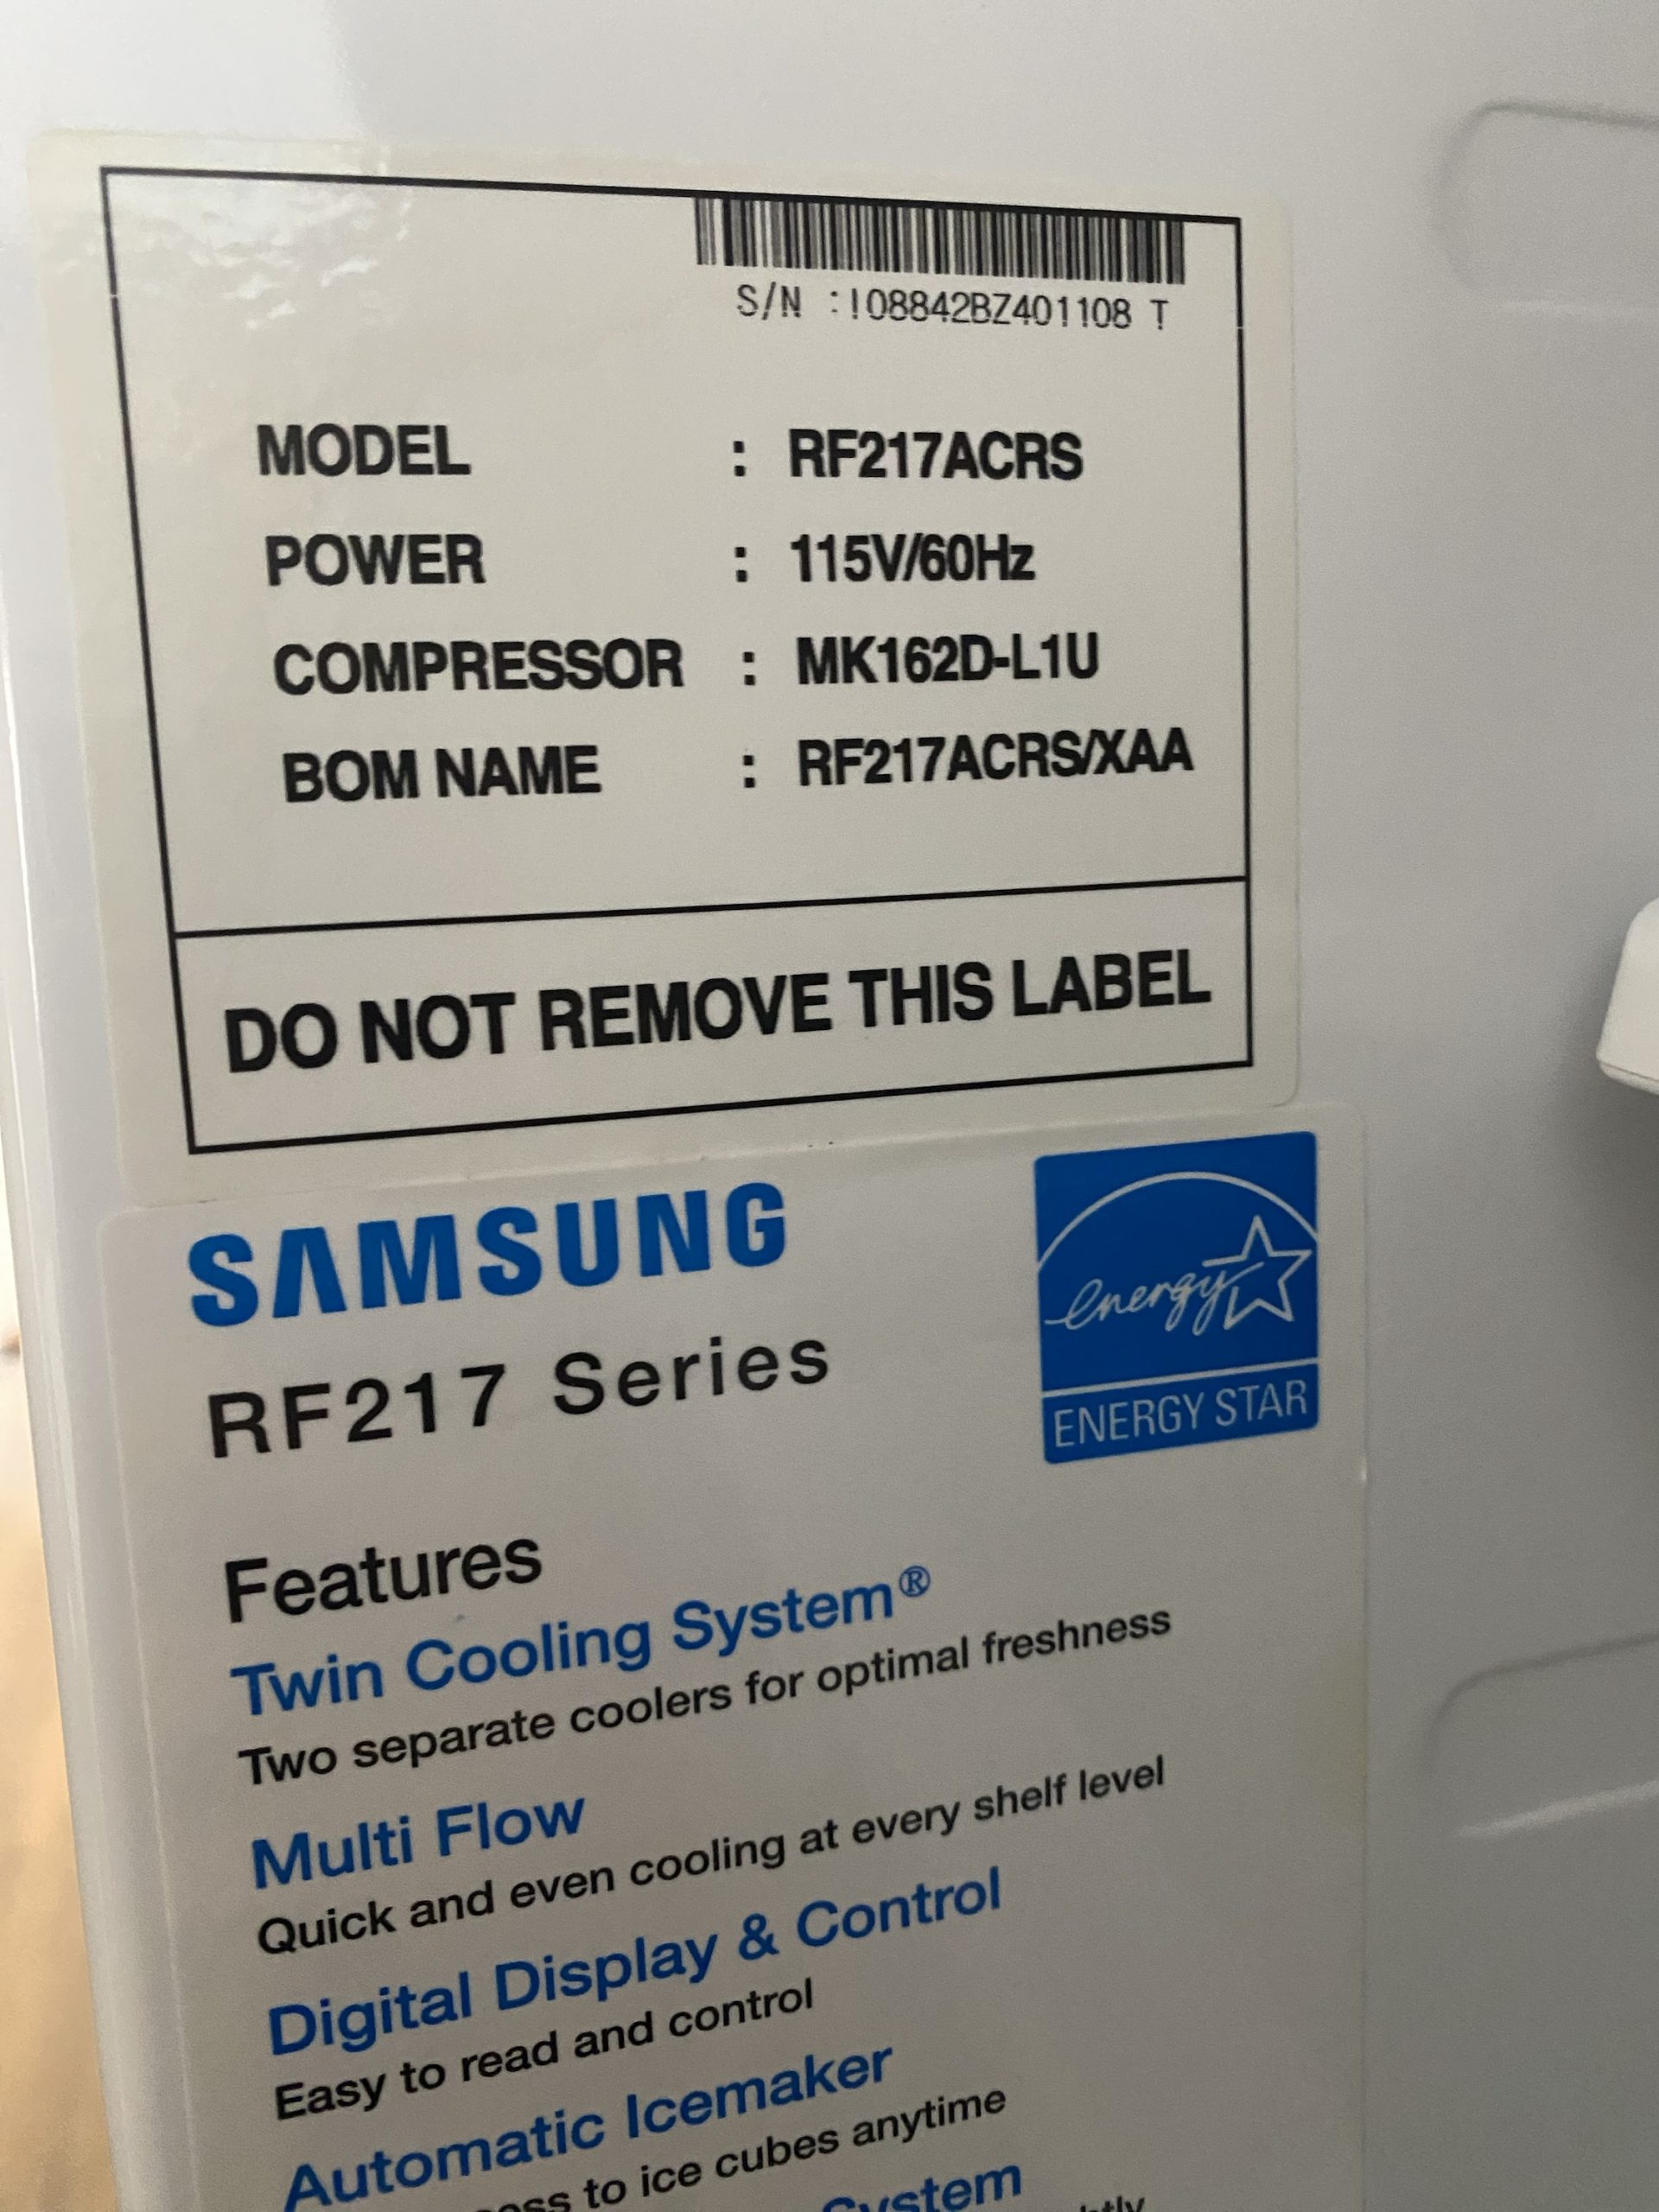 S/N :I08842BZ401108 T
MODEL : RF217ACRS
POWER : 115V/60Hz
COMPRESSOR : MK162D-L1U
BOM NAME : RF217ACRS/XAA
DO NOT REMOVE THIS LABEL
SAMSUNG
energy
ENERGY STAR
RF217 Series
Features
Twin Cooling System®
Two separate coolers for optimal freshness
Multi Flow
Quick and even cooling at every shelf level
Digital Display & Control
Easy to read and control
Automatic Icemaker
to ice cubes anytime
System